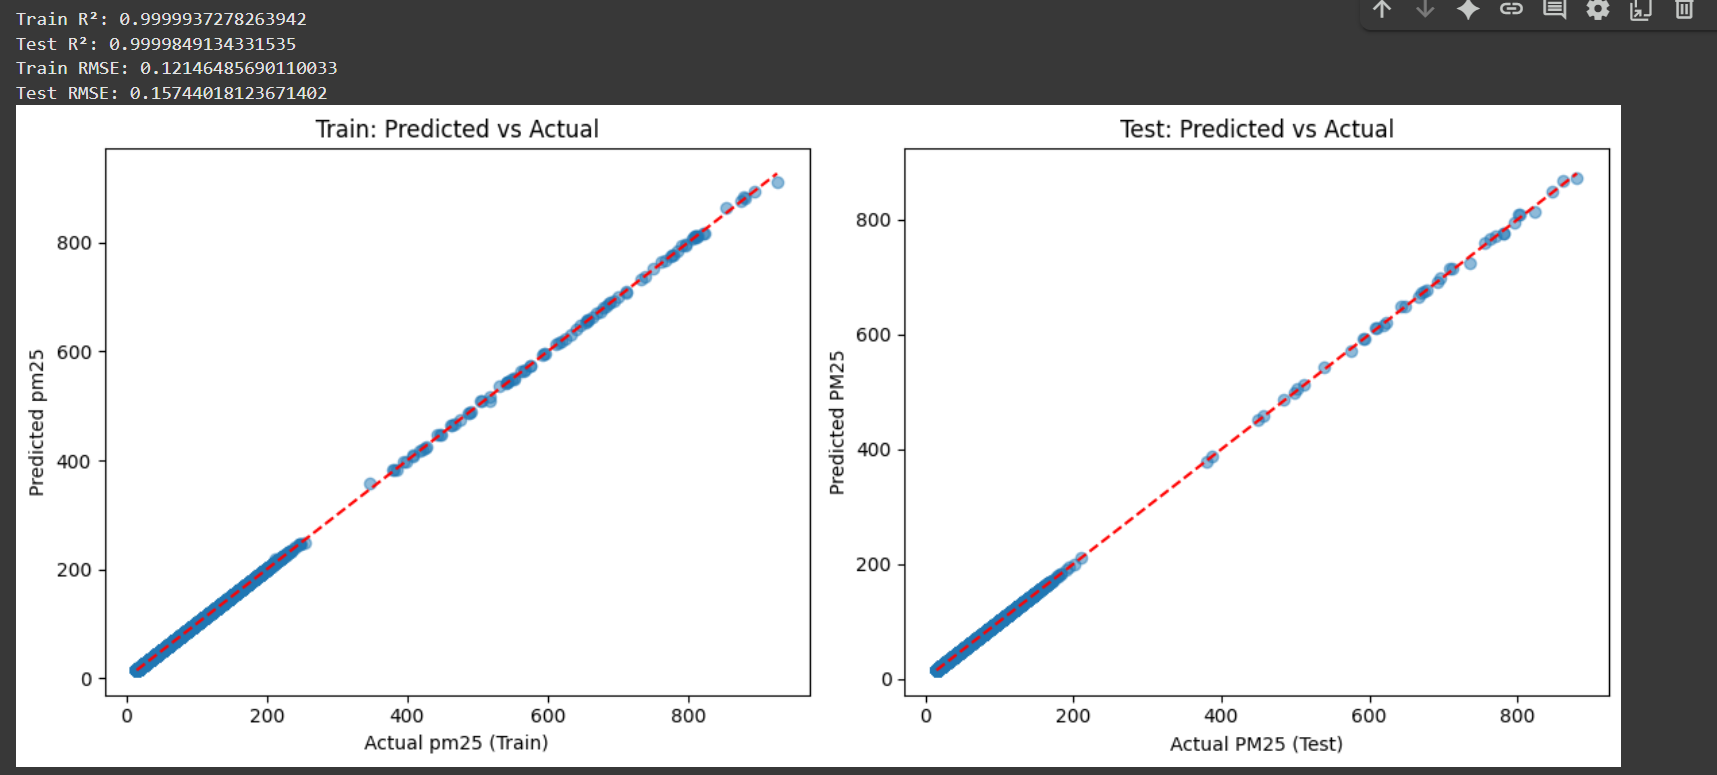 Train R²: 0.9999937278263942
Test R²: 0.9999849134331535
Train RMSE: 0.12146485690110033
Test RMSE: 0.15744018123671402
Train: Predicted vs Actual
Predicted pm25
800
600
400
200
0
0 200 400 600 800
Actual pm25 (Train)
Test: Predicted vs Actual
Predicted PM25
800
600
400
200
0
0 200 400 600 800
Actual PM25 (Test)